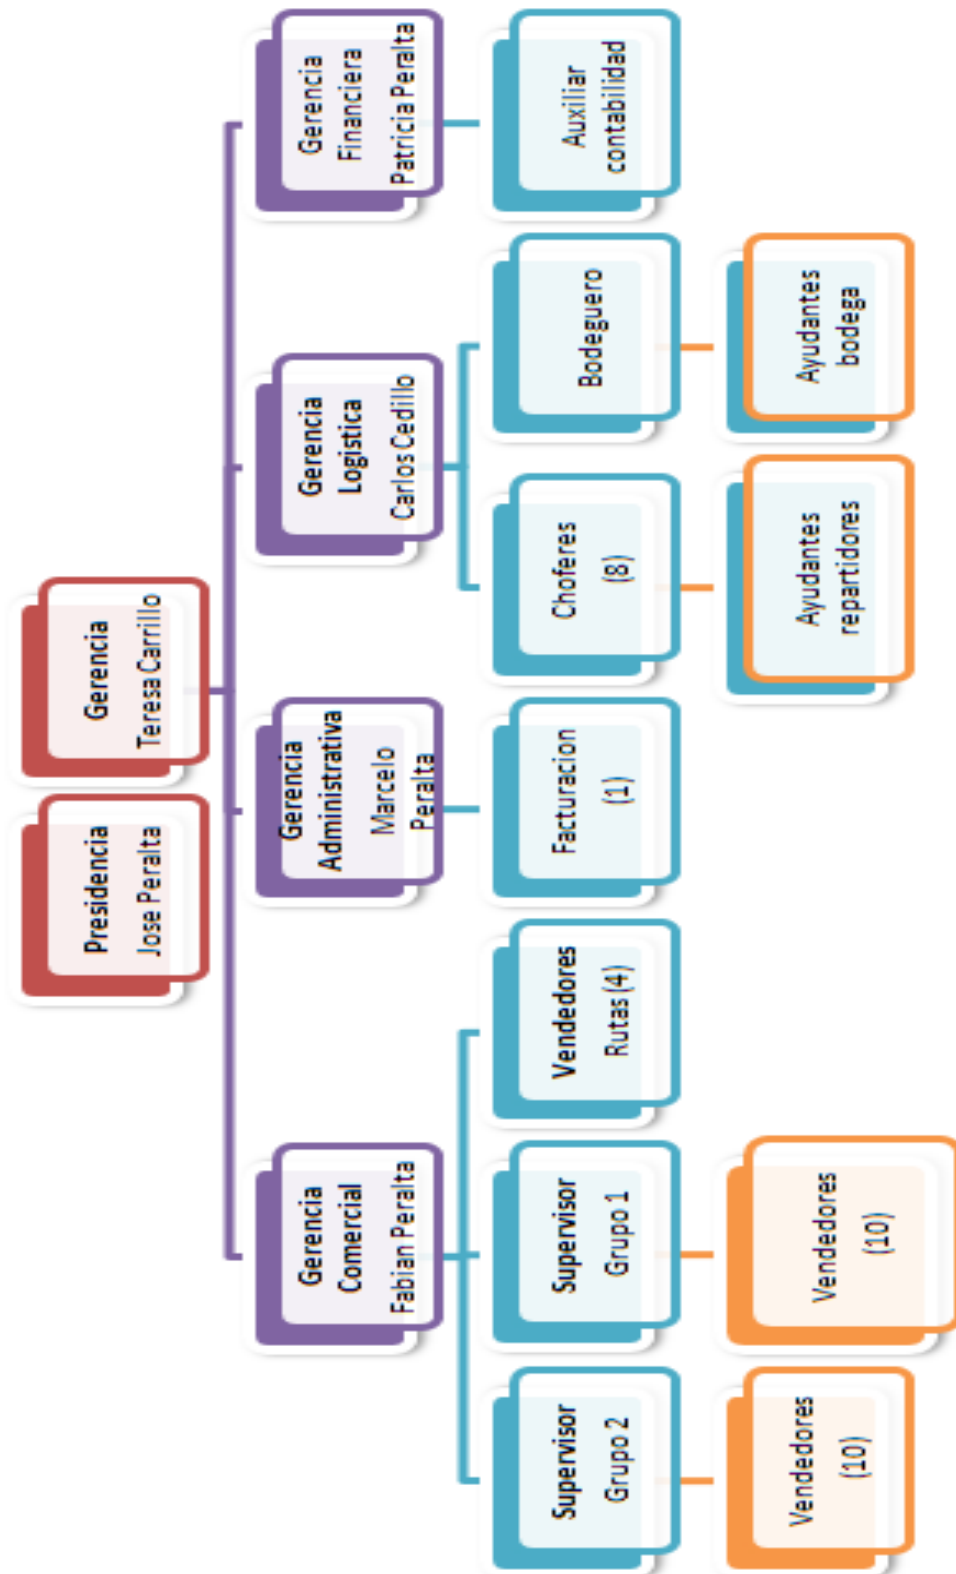 Presidencia
Jose Peralta
Gerencia
Teresa Carrillo
Gerencia
Comercial
Fabian Peralta
Gerencia
Administrativa
Marcelo
Peralta
Gerencia
Logistica
Carlos Cedillo
Gerencia
Financiera
Patricia Peralta
Supervisor
Grupo 2
Supervisor
Grupo 1
Vendedores
Rutas (4)
Facturacion
(1)
Choferes
(8)
Bodeguero
Auxiliar
contabilidad
Vendedores
(10)
Vendedores
(10)
Ayudantes
repartidores
Ayudantes
bodega